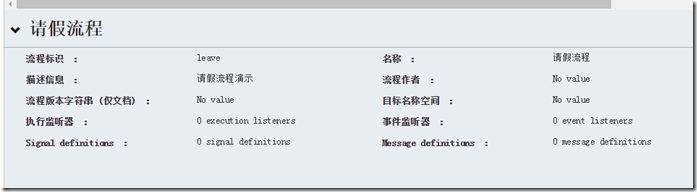 请假流程
流程标识 : leave 名称 : 请假流程
描述信息 : 请假流程演示 流程作者 : No value
流程版本字符串 (仅文档) : No value 目标名称空间 : No value
执行监听器 : 0 execution listeners 事件监听器 : 0 event listeners
Signal definitions : 0 signal definitions Message definitions : 0 message definitions